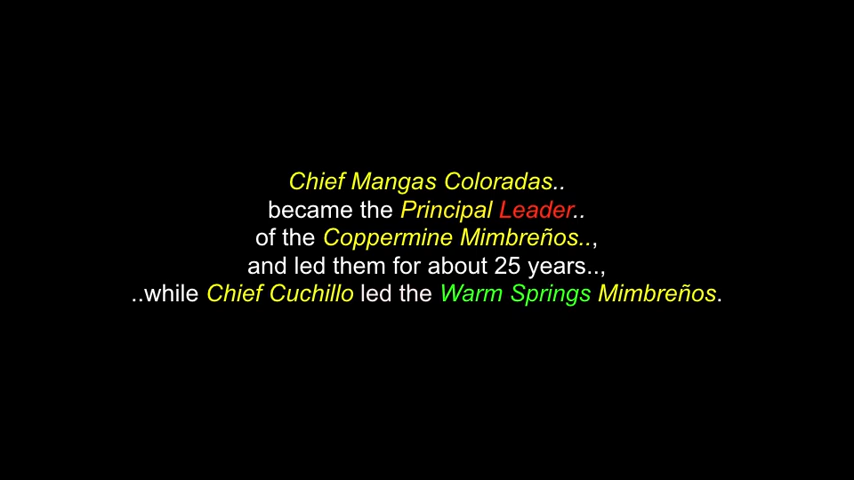 Chief Mangas Coloradas..
became the Principal Leader..
of the Coppermine Mimbreños..,
and led them for about 25 years..,
..while Chief Cuchillo led the Warm Springs Mimbreños.